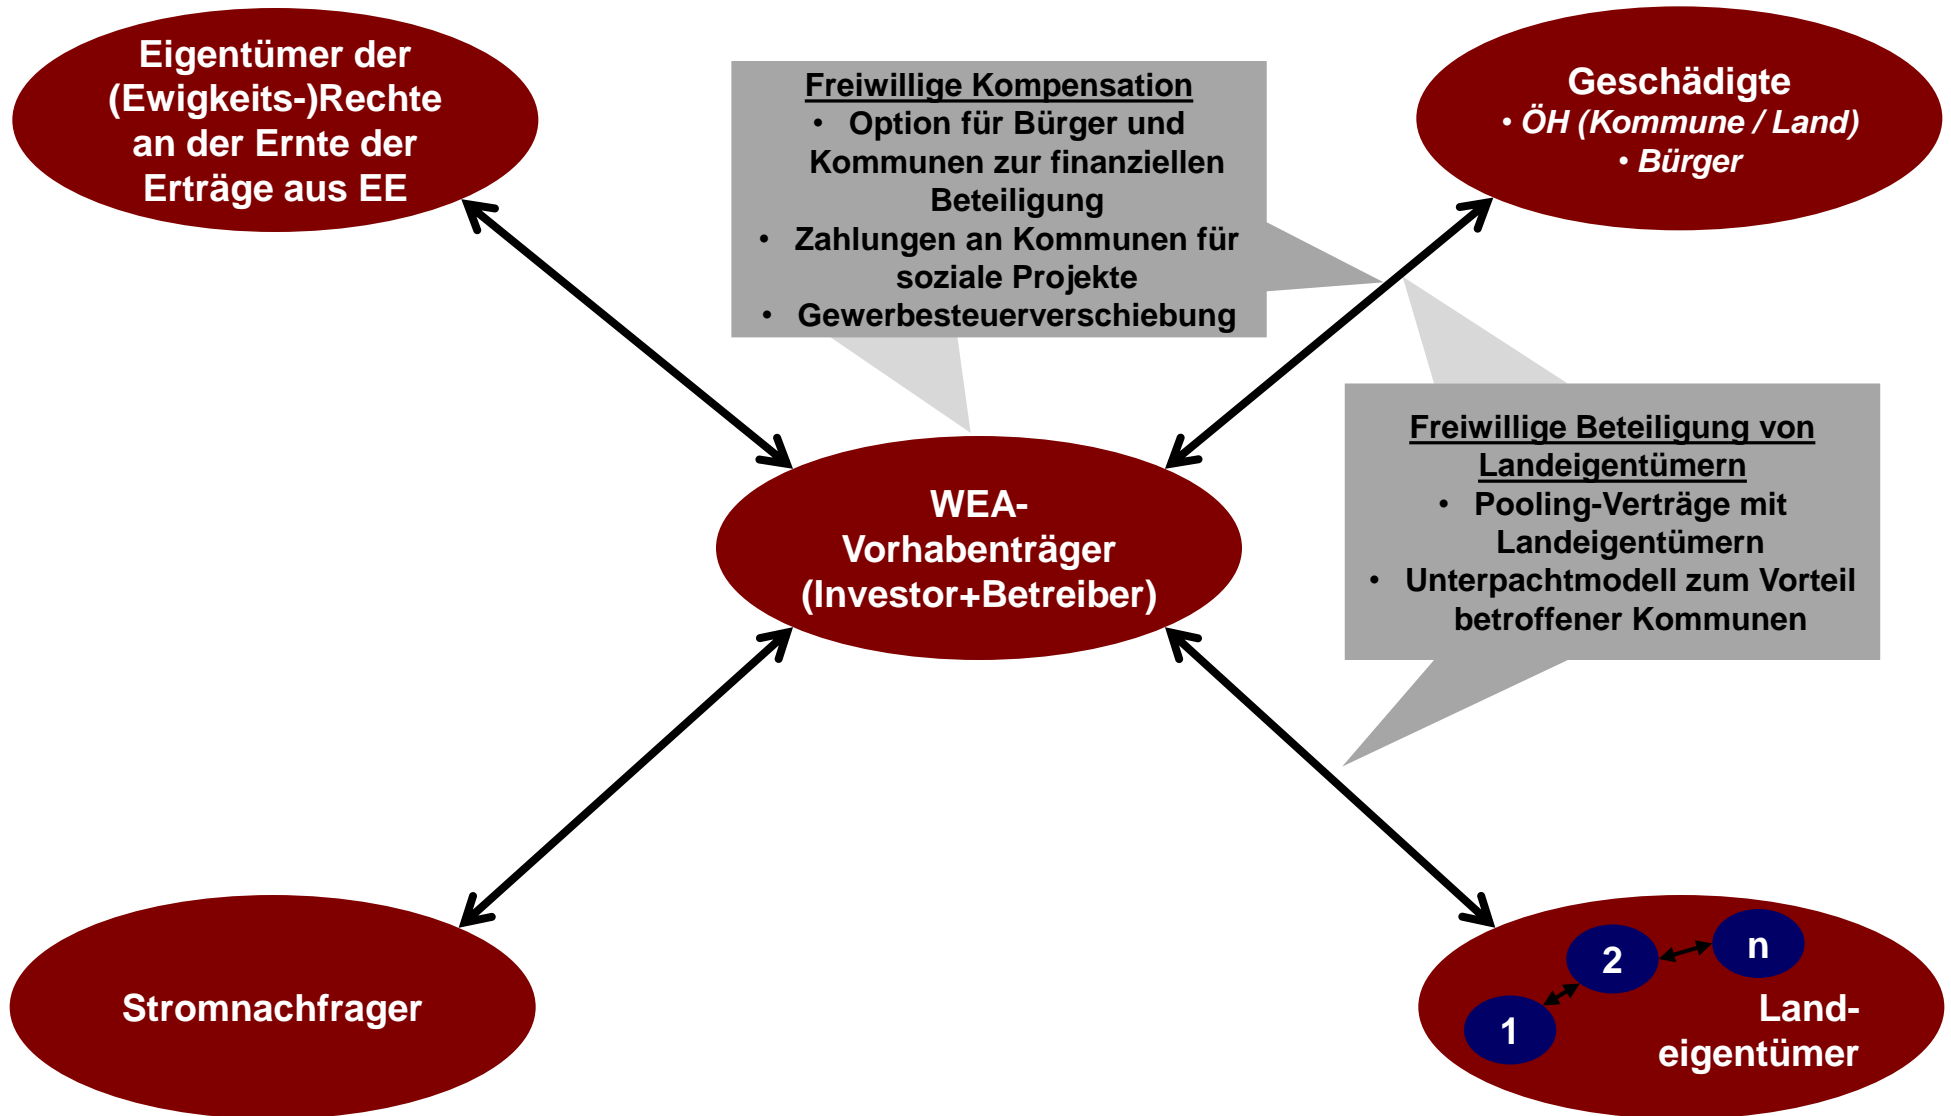 Eigentümer der
(Ewigkeits-)Rechte
an der Ernte der
Erträge aus EE
Freiwillige Kompensation
• Option für Bürger und
Kommunen zur finanziellen
Beteiligung
• Zahlungen an Kommunen für
soziale Projekte
• Gewerbesteuerverschiebung
Geschädigte
• ÖH (Kommune / Land)
• Bürger
WEA-
Vorhabenträger
(Investor+Betreiber)
Freiwillige Beteiligung von
Landeigentümern
• Pooling-Verträge mit
Landeigentümern
• Unterpachtmodell zum Vorteil
betroffener Kommunen
Stromnachfrager
1
2
n
Land-
eigentümer